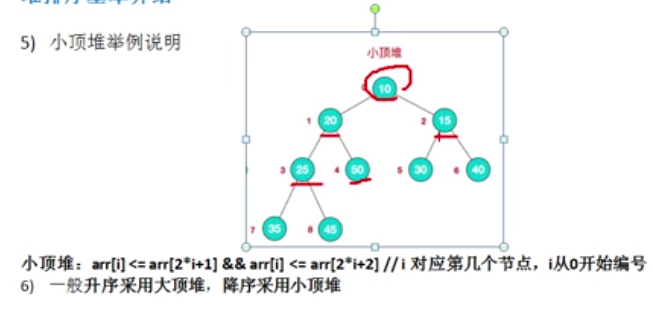 5) 小顶堆举例说明
小顶堆
10
1 20 2 15
3 25 4 50 5 30 6 40
7 35 8 45
小顶堆：arr[i] <= arr[2*i+1] && arr[i] <= arr[2*i+2] // i 对应第几个节点，i从0开始编号
6) 一般升序采用大顶堆，降序采用小顶堆